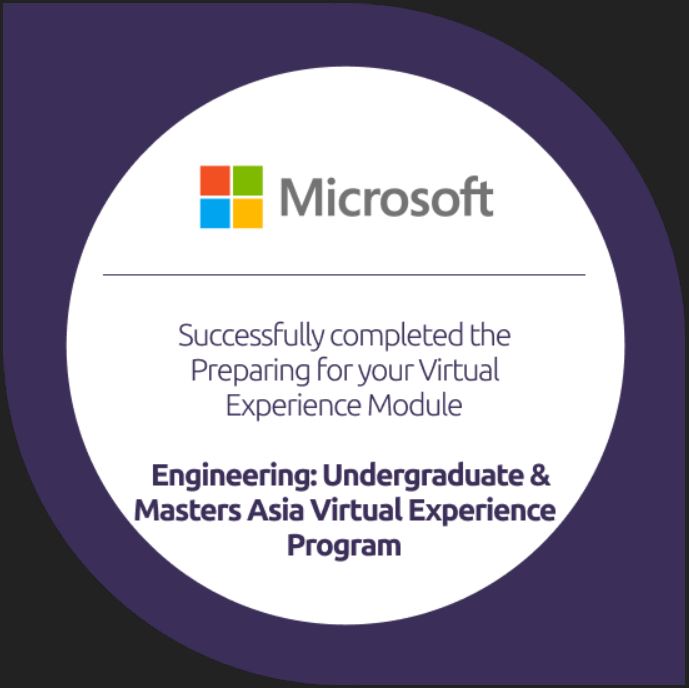 Microsoft
Successfully completed the
Preparing for your Virtual
Experience Module
Engineering: Undergraduate &
Masters Asia Virtual Experience
Program